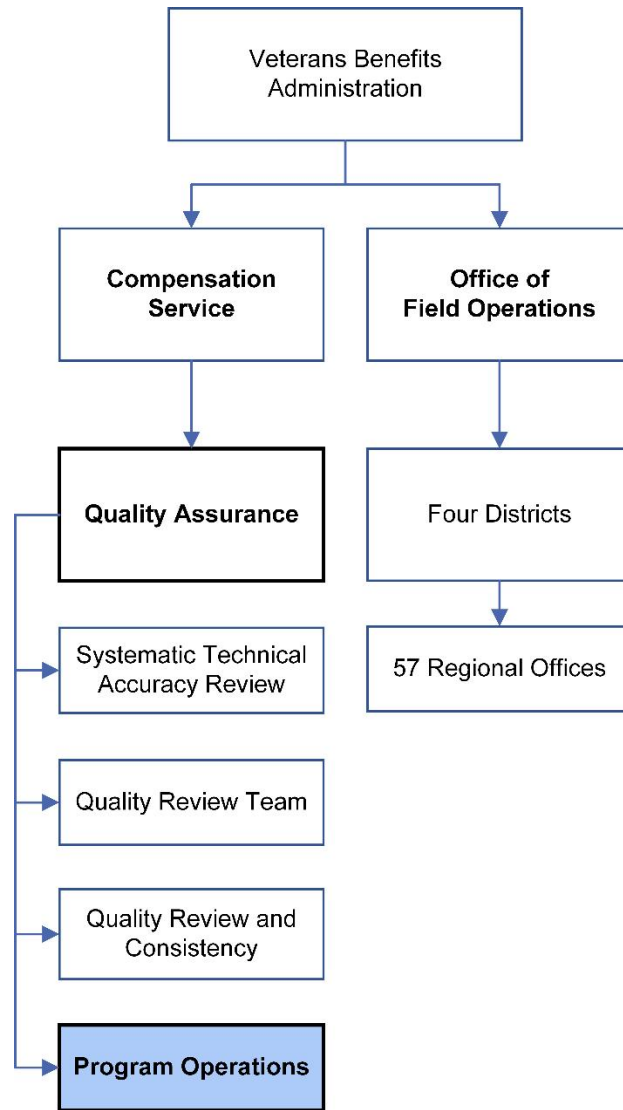 Veterans Benefits
Administration
Compensation
Service
Office of
Field Operations
Quality Assurance
Four Districts
Systematic Technical
Accuracy Review
57 Regional Offices
Quality Review Team
Quality Review and
Consistency
Program Operations